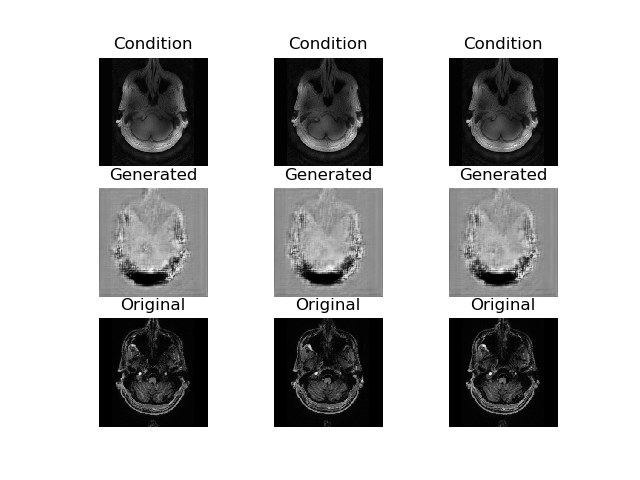 Condition Condition Condition
Generated Generated Generated
Original Original Original